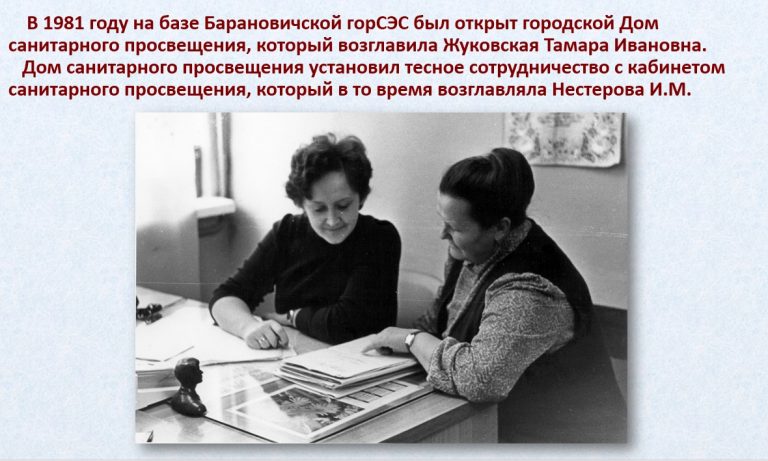 В 1981 году на базе Барановичской горСЭС был открыт городской Дом
санитарного просвещения, который возглавила Жуковская Тамара Ивановна.
Дом санитарного просвещения установил тесное сотрудничество с кабинетом
санитарного просвещения, который в то время возглавляла Нестерова И.М.